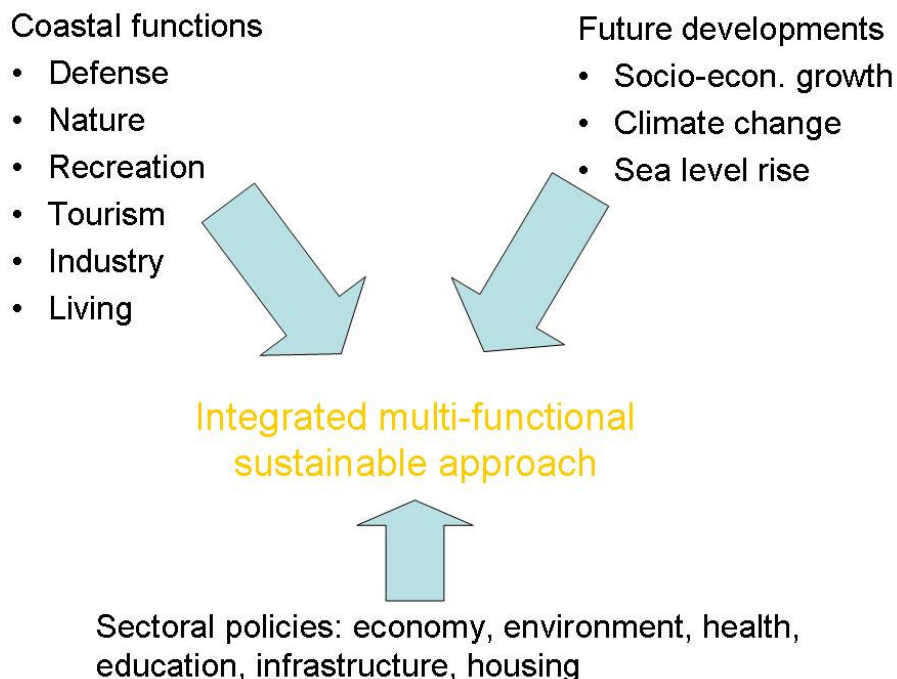 Coastal functions
• Defense
• Nature
• Recreation
• Tourism
• Industry
• Living
Future developments
• Socio-econ. growth
• Climate change
• Sea level rise
Integrated multi-functional
sustainable approach
Sectoral policies: economy, environment, health,
education, infrastructure, housing